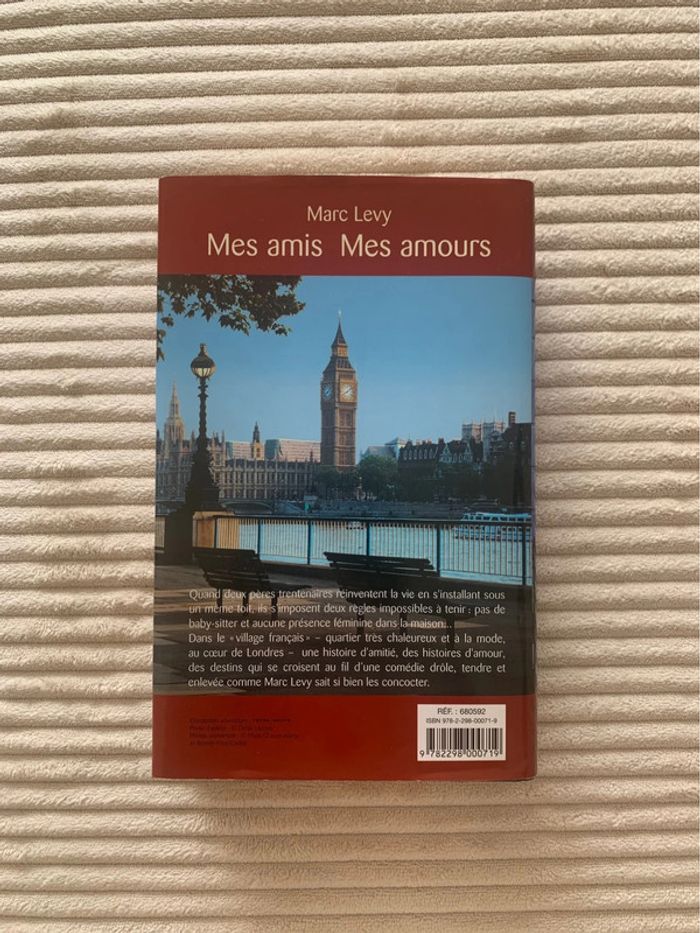 Marc Levy
Mes amis Mes amours
Quand deux pères trentenaires réinventent la vie en s'installant sous
un même toit, ils s'imposent deux règles impossibles à tenir : pas de
baby-sitter et aucune présence féminine dans la maison...
Dans le « village français » – quartier très chaleureux et à la mode,
au cœur de Londres – une histoire d'amitié, des histoires d'amour,
des destins qui se croisent au fil d'une comédie drôle, tendre et
enlevée comme Marc Levy sait si bien les concocter.
RÉF. : 680592
ISBN 978-2-298-00071-9
9 782298 000719